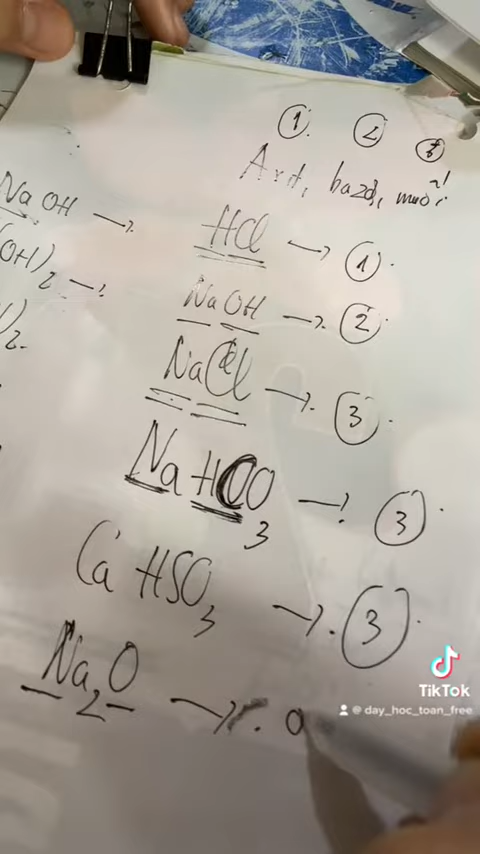 ① ② ③
Axit, bazơ, muối
NaOH → HCl → ①.
(OH)₂ → NaOH → ②
)₂. NaCl → ③.
NaHCO₃ → ③.
CaHSO₃ → ③.
Na₂O → . o
TikTok
@day_hoc_toan_free